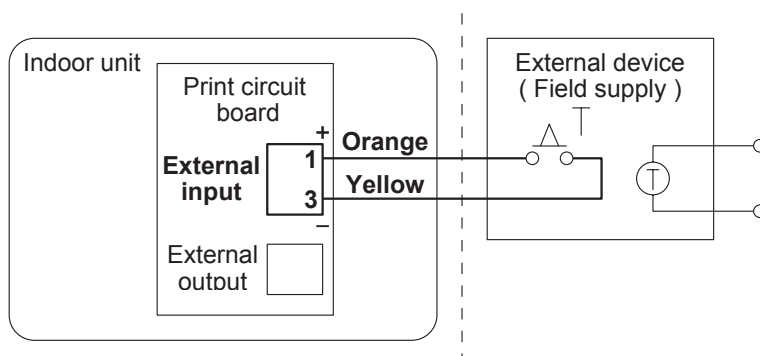 Indoor unit
Print circuit
board
External
input
+
1
3
–
Orange
Yellow
External
output
External device
( Field supply )
T
T